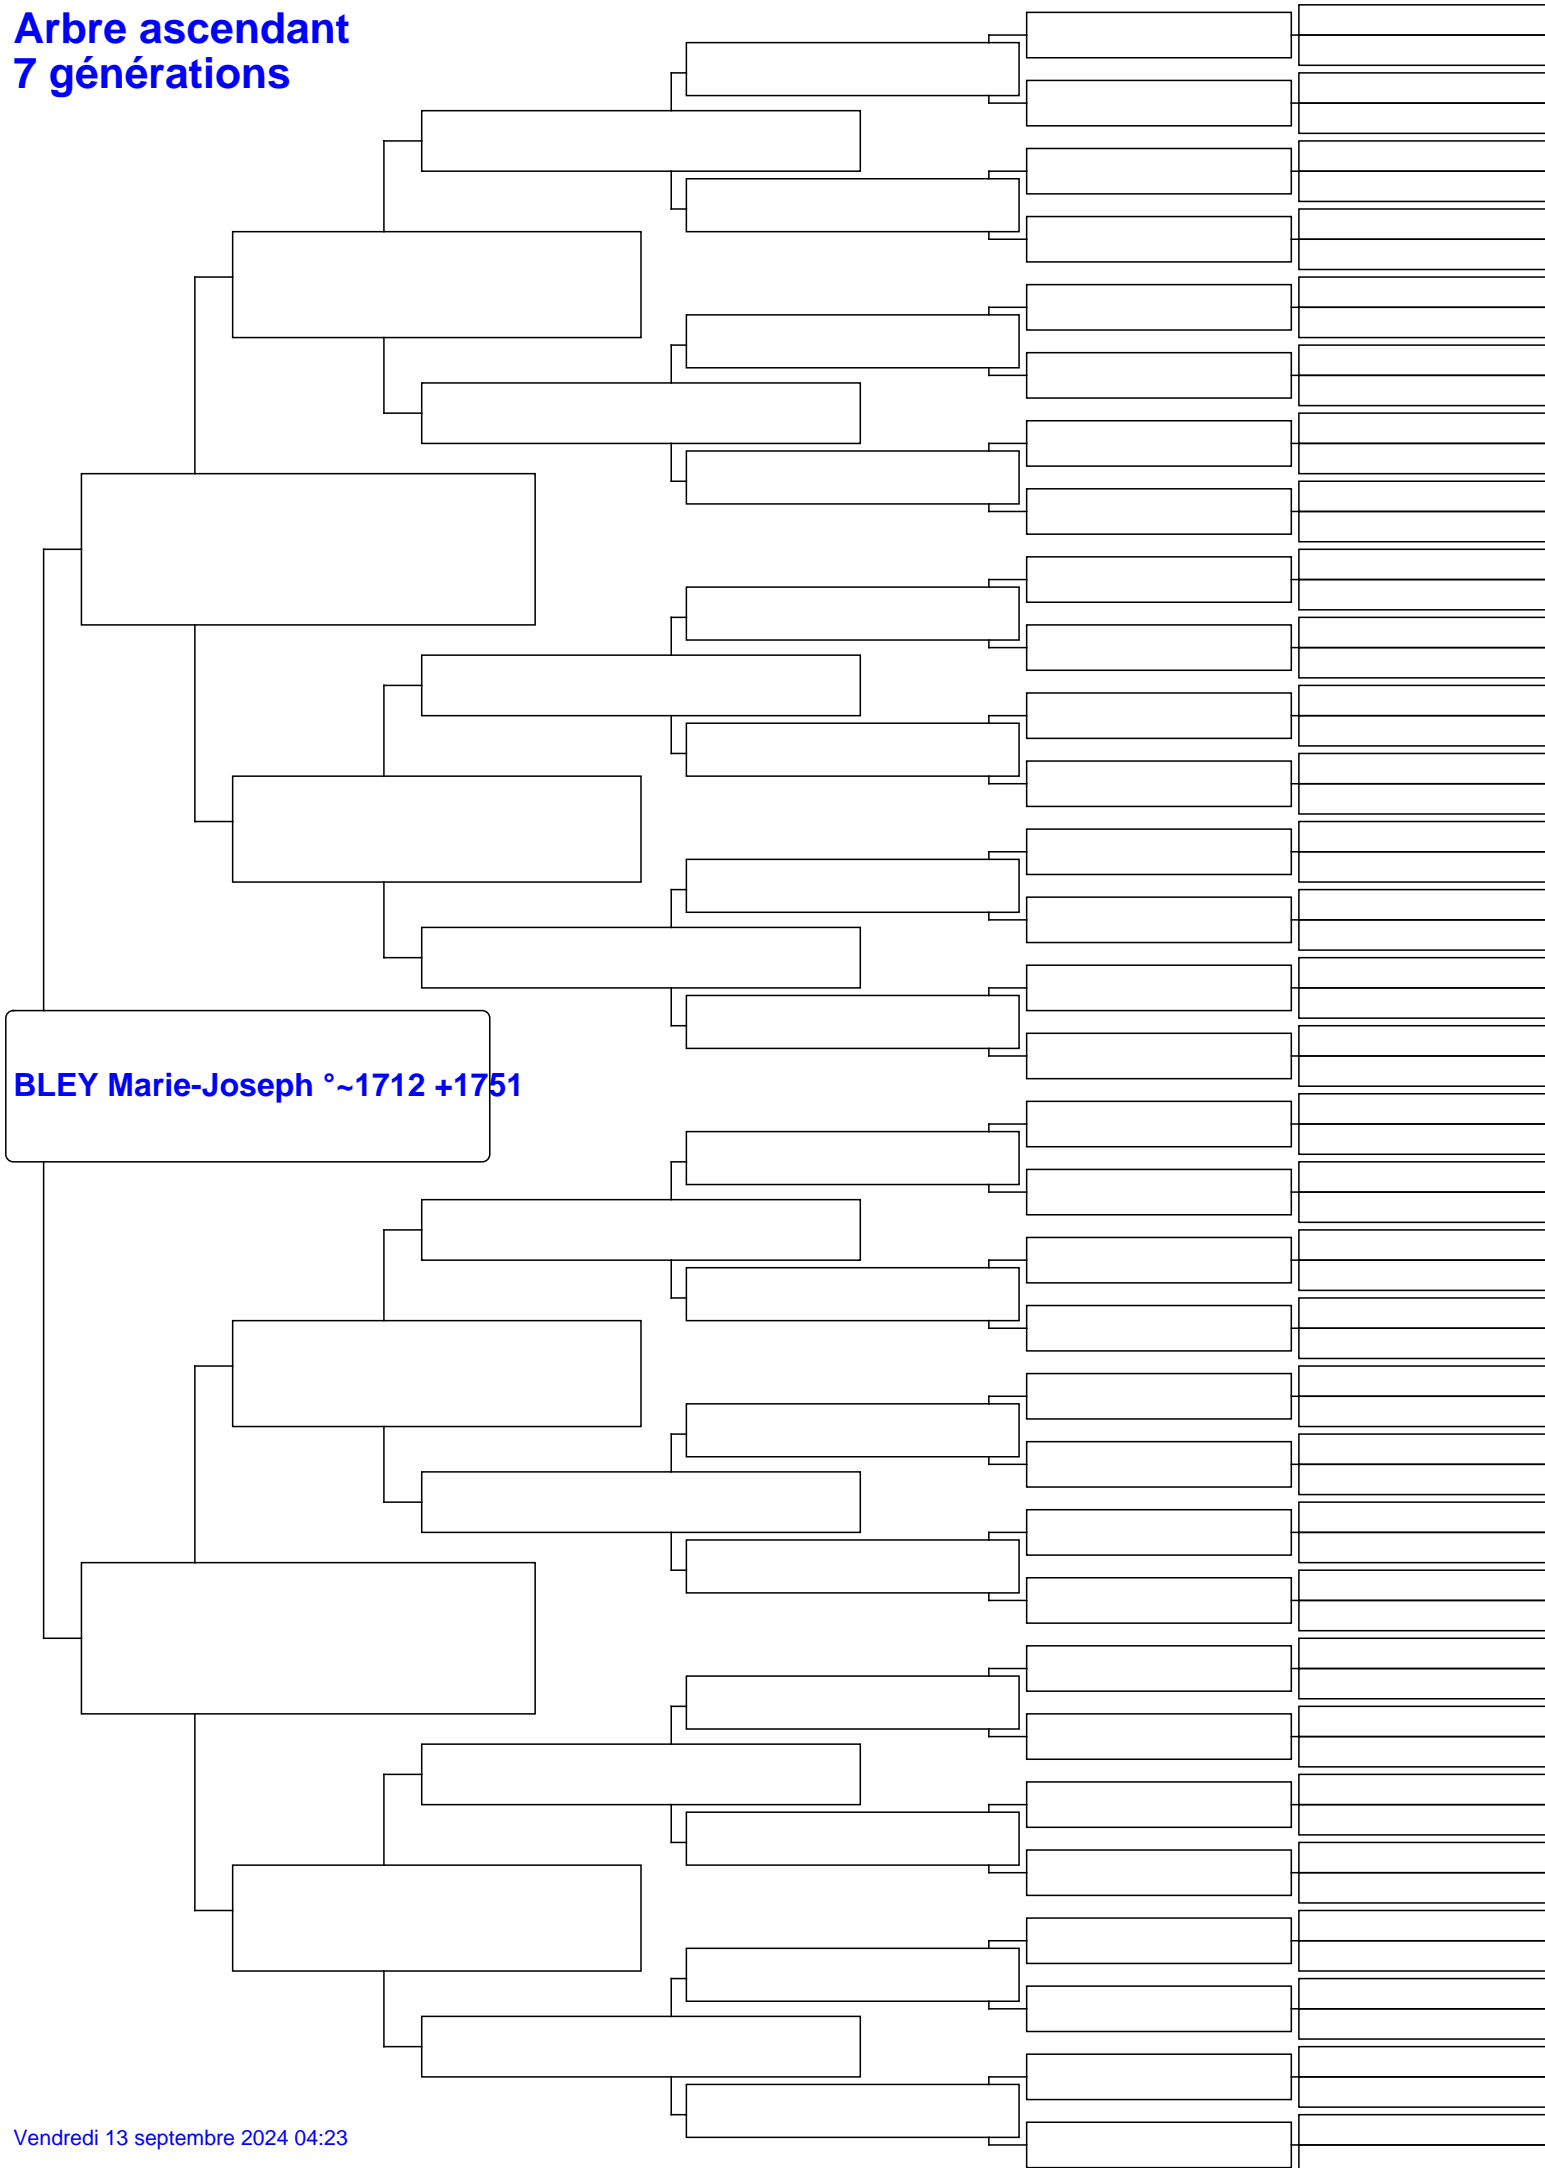 Arbre ascendant
7 générations
BLEY Marie-Joseph °~1712 +1751
Vendredi 13 septembre 2024 04:23